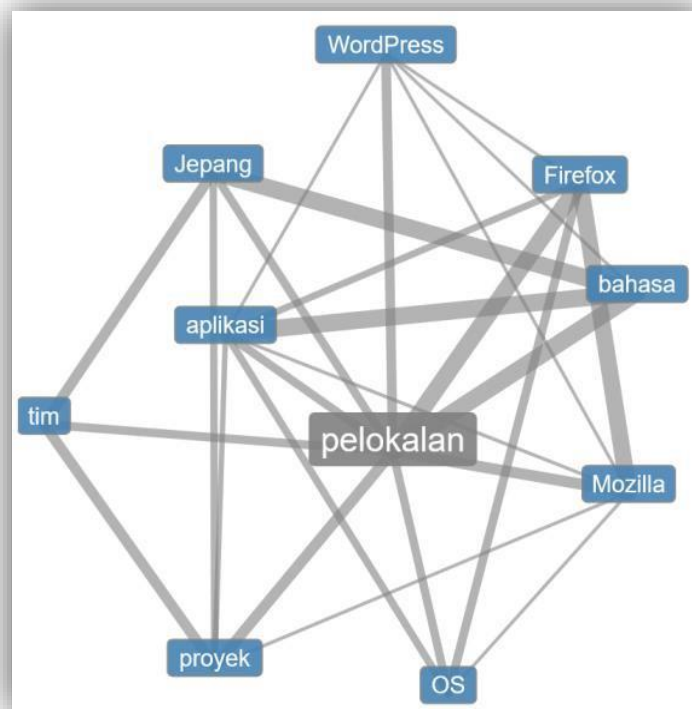 WordPress
Jepang
Firefox
bahasa
aplikasi
tim
pelokalan
Mozilla
proyek
OS